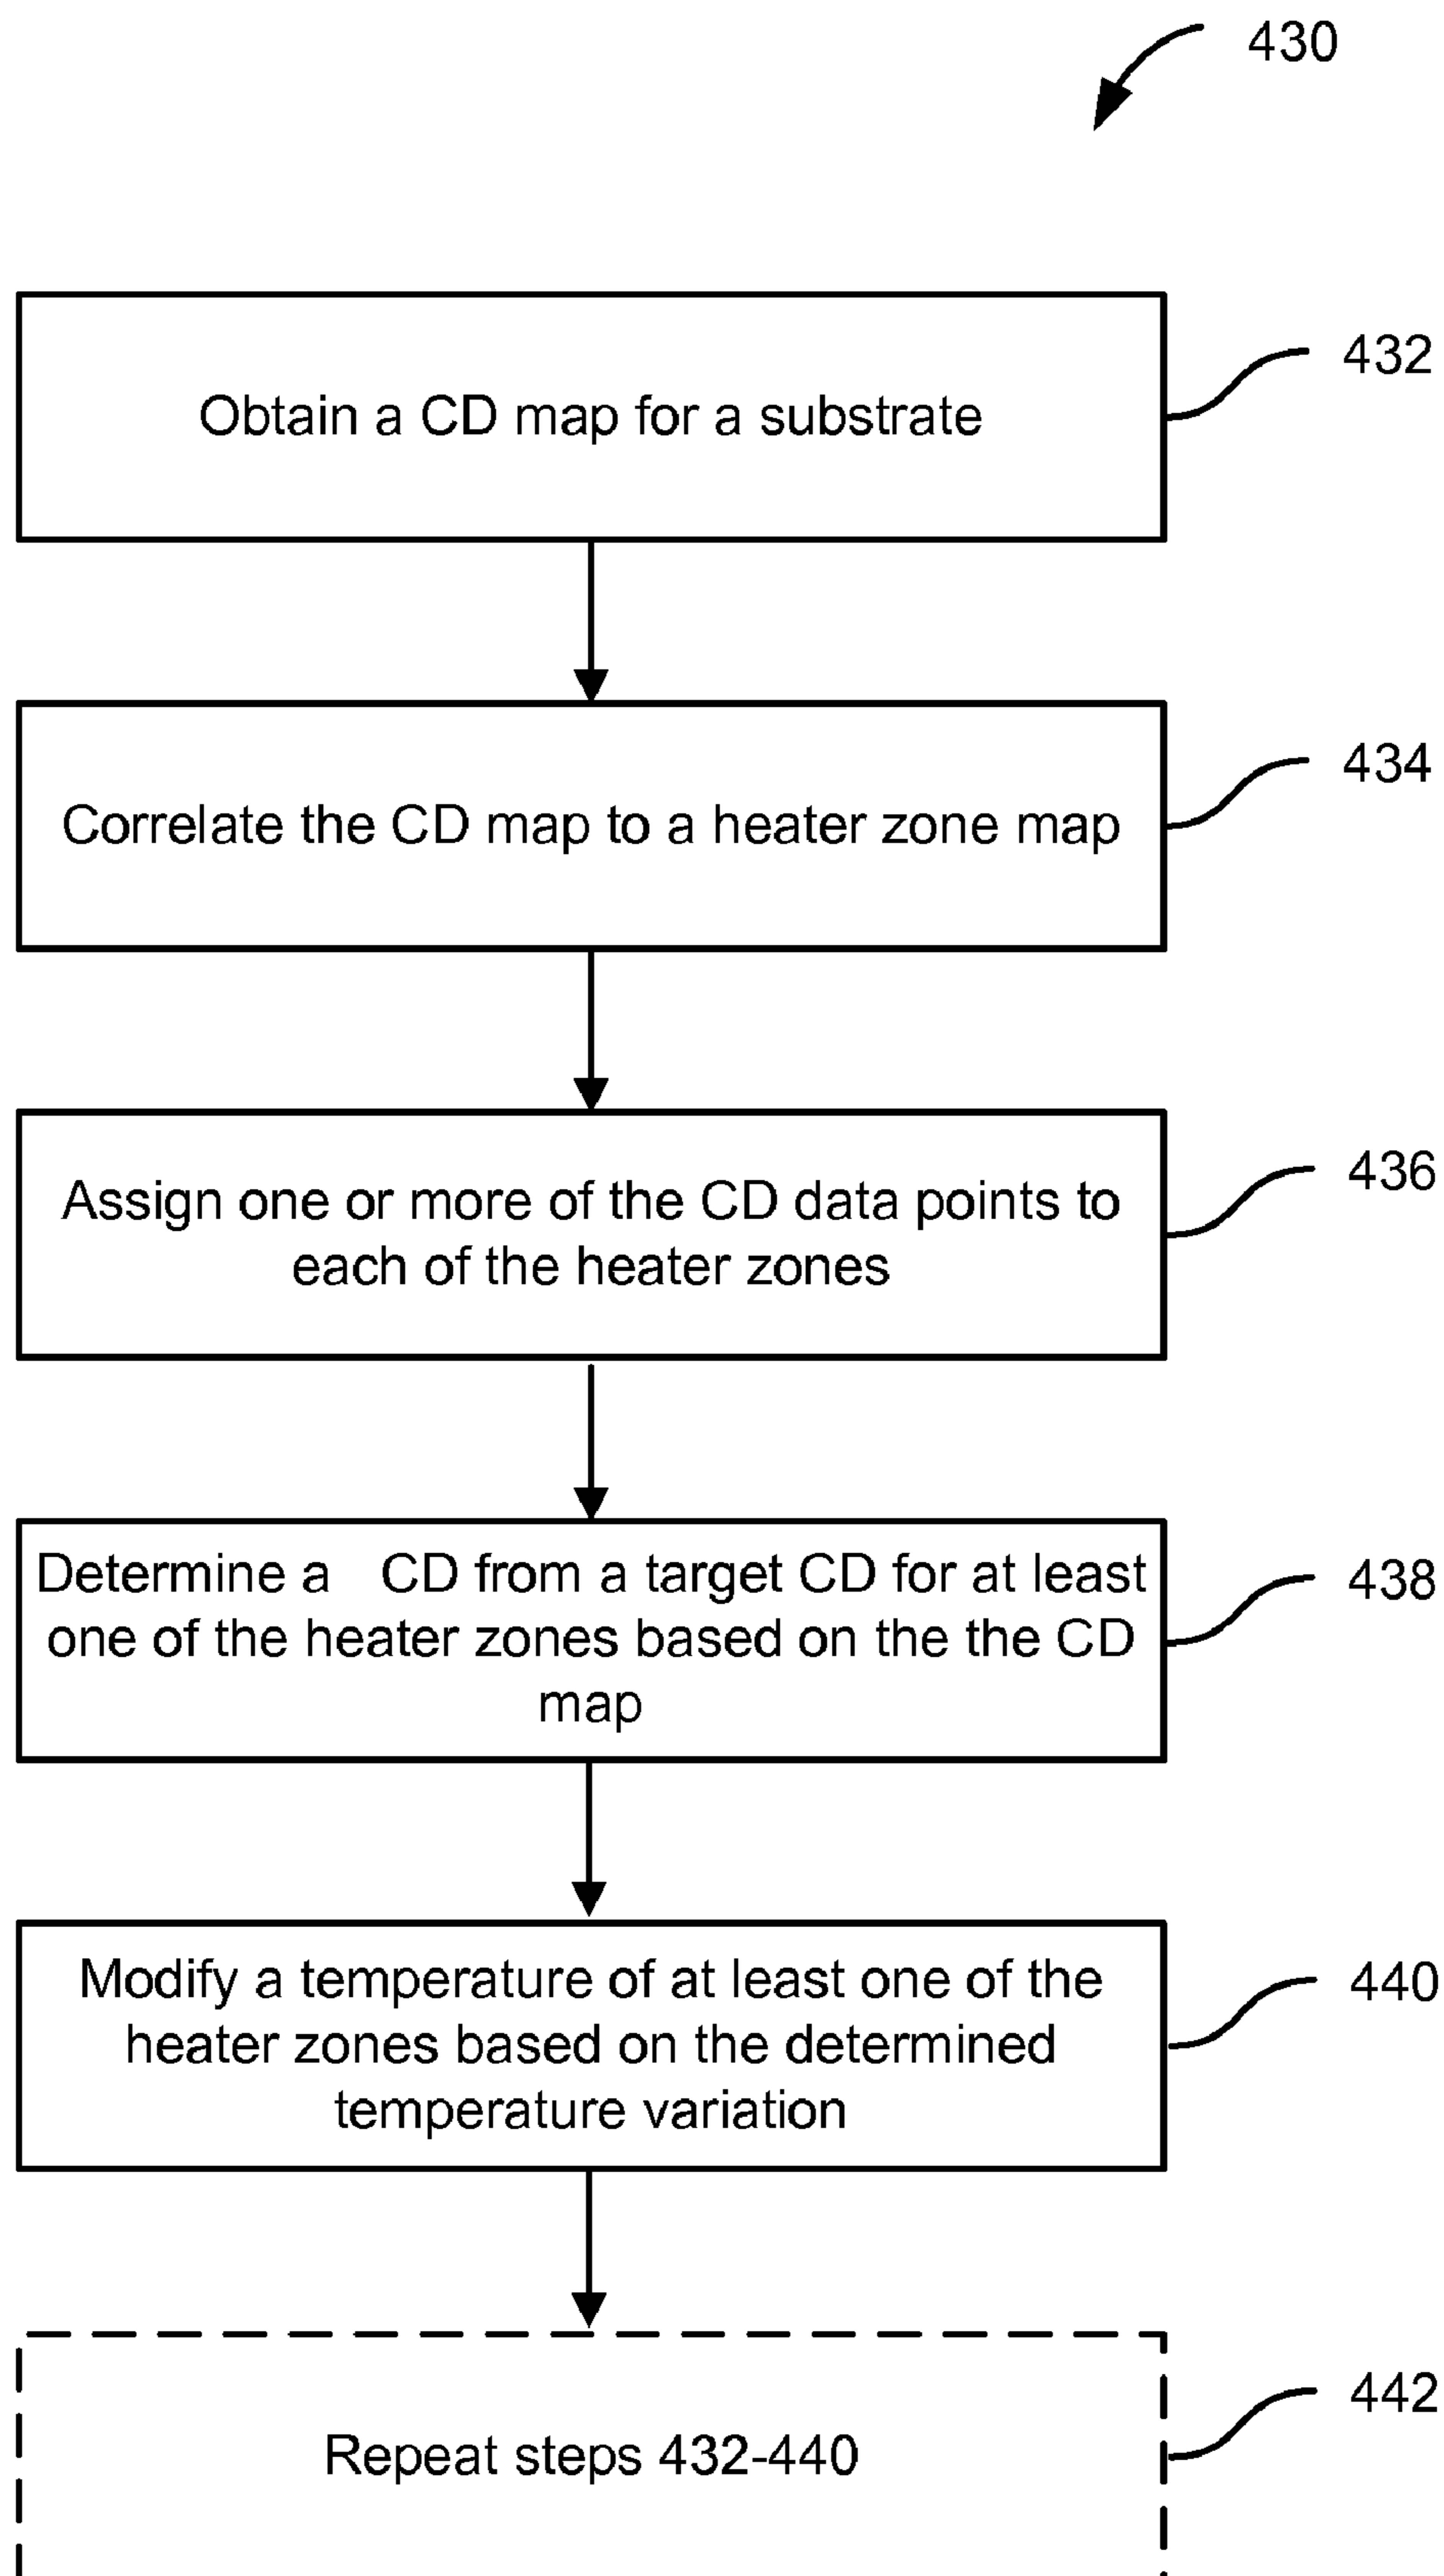 430
Obtain a CD map for a substrate
432
Correlate the CD map to a heater zone map
434
Assign one or more of the CD data points to
each of the heater zones
436
Determine a CD from a target CD for at least
one of the heater zones based on the the CD
map
438
Modify a temperature of at least one of the
heater zones based on the determined
temperature variation
440
Repeat steps 432-440
442